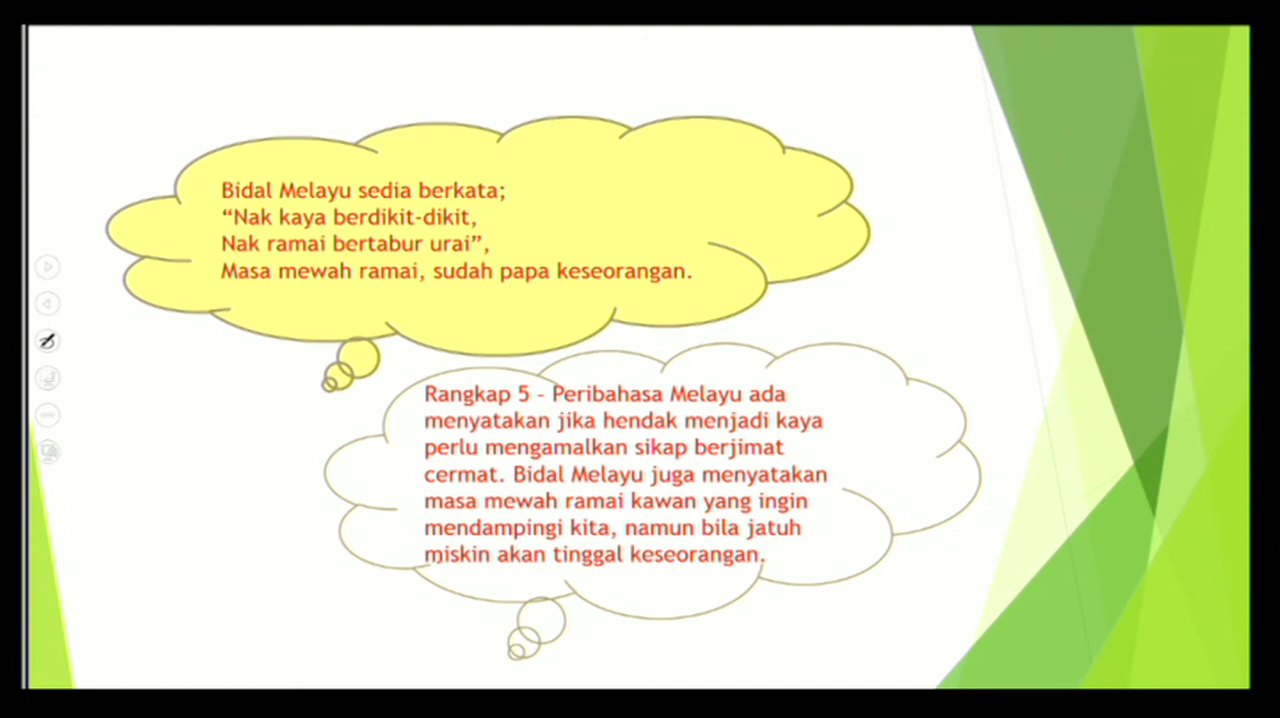 Bidal Melayu sedia berkata;
“Nak kaya berdikit-dikit,
Nak ramai bertabur urai”,
Masa mewah ramai, sudah papa keseorangan.
Rangkap 5 - Peribahasa Melayu ada
menyatakan jika hendak menjadi kaya
perlu mengamalkan sikap berjimat
cermat. Bidal Melayu juga menyatakan
masa mewah ramai kawan yang ingin
mendampingi kita, namun bila jatuh
miskin akan tinggal keseorangan.